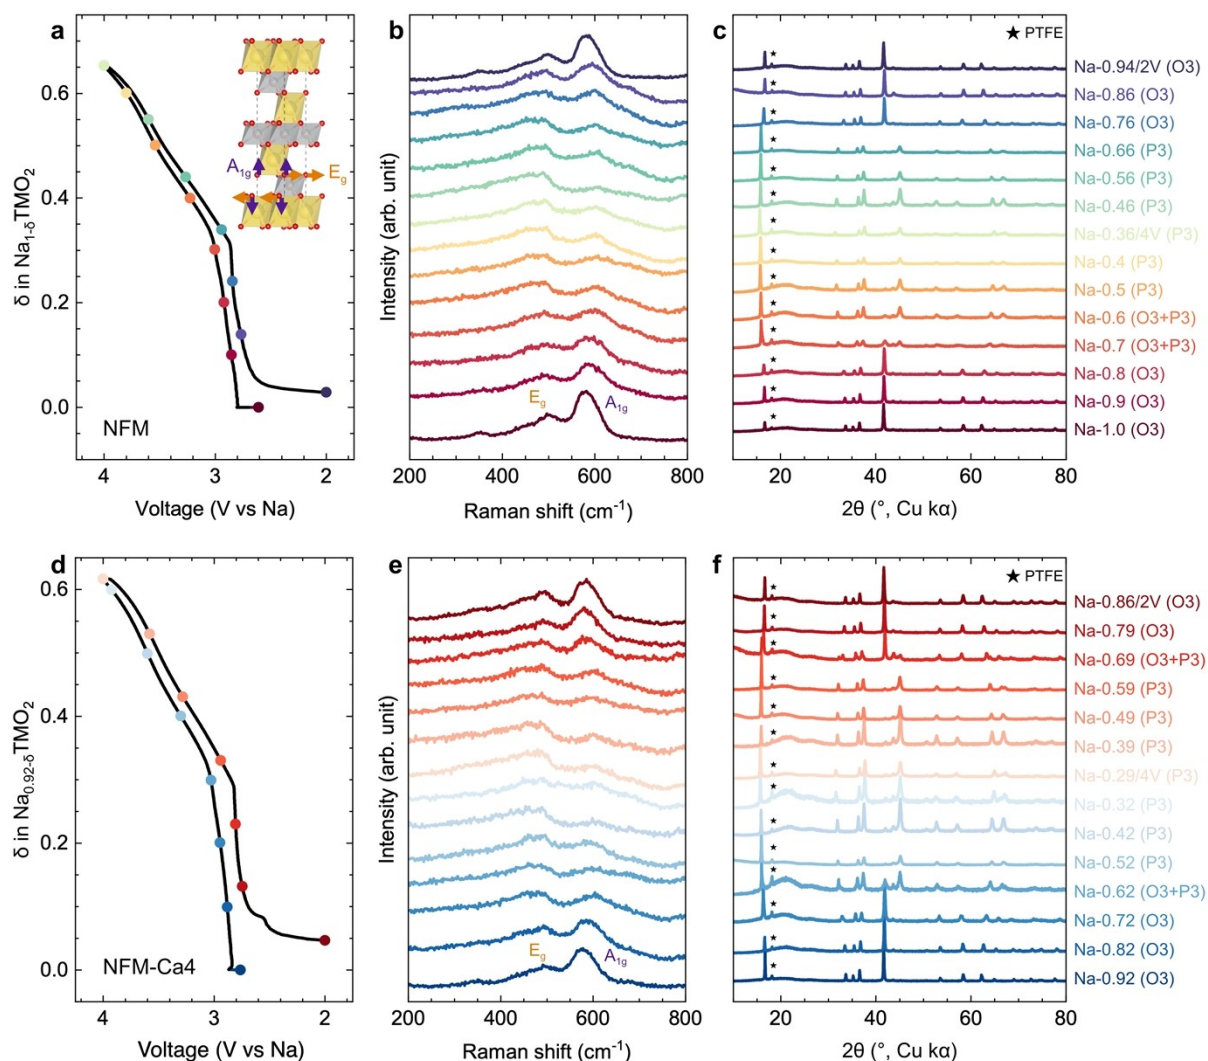 a
b
c
★ PTFE
0.6
0.4
0.2
0.0
δ in Na1-δTMO2
A1g
Eg
NFM
4
3
2
Voltage (V vs Na)
Intensity (arb. unit)
Eg
A1g
200
400
600
800
Raman shift (cm-1)
Na-0.94/2V (O3)
Na-0.86 (O3)
Na-0.76 (O3)
Na-0.66 (P3)
Na-0.56 (P3)
Na-0.46 (P3)
Na-0.36/4V (P3)
Na-0.4 (P3)
Na-0.5 (P3)
Na-0.6 (O3+P3)
Na-0.7 (O3+P3)
Na-0.8 (O3)
Na-0.9 (O3)
Na-1.0 (O3)
20
40
60
80
2θ (°, Cu kα)
d
e
f
★ PTFE
0.6
0.4
0.2
0.0
δ in Na0.92-δTMO2
NFM-Ca4
4
3
2
Voltage (V vs Na)
Intensity (arb. unit)
Eg
A1g
200
400
600
800
Raman shift (cm-1)
Na-0.86/2V (O3)
Na-0.79 (O3)
Na-0.69 (O3+P3)
Na-0.59 (P3)
Na-0.49 (P3)
Na-0.39 (P3)
Na-0.29/4V (P3)
Na-0.32 (P3)
Na-0.42 (P3)
Na-0.52 (P3)
Na-0.62 (O3+P3)
Na-0.72 (O3)
Na-0.82 (O3)
Na-0.92 (O3)
20
40
60
80
2θ (°, Cu kα)